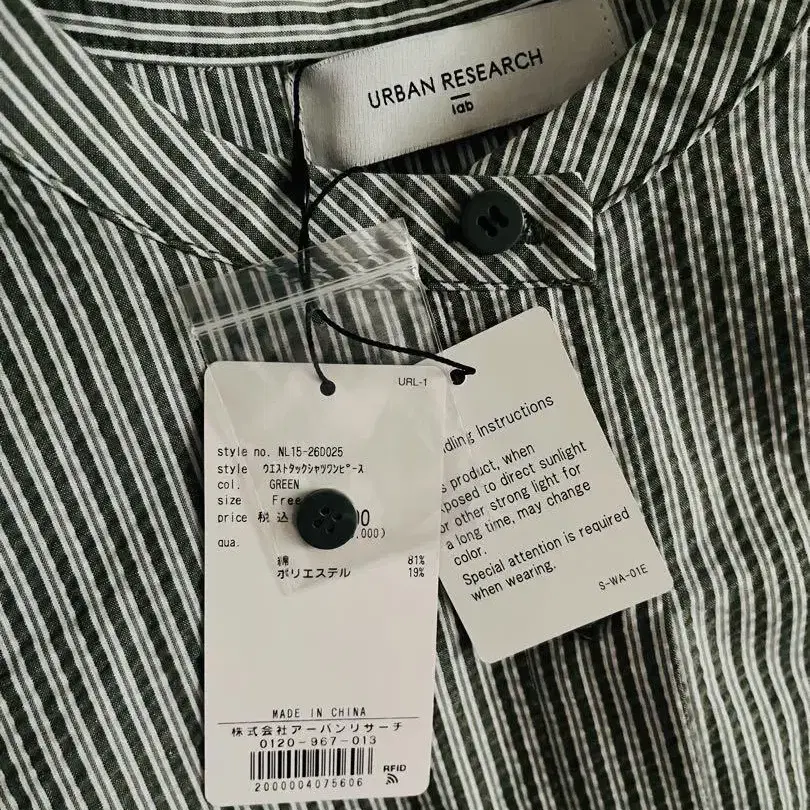 URBAN RESEARCH
lab
URL-1
style no. NL15-26D025
style ウエストタックシャツワンピース
col. GREEN
size Free
price 税込
,000)
qua.
綿 81%
ポリエステル 19%
MADE IN CHINA
株式会社アーバンリサーチ
0120-967-013
RFID
2000004075606
Instructions
product, when
to direct sunlight
or other strong light for
a long time, may change
color.
Special attention is required
when wearing.
S-WA-01E